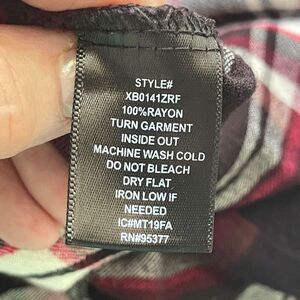 STYLE#
XB0141ZRF
100%RAYON
TURN GARMENT
INSIDE OUT
MACHINE WASH COLD
DO NOT BLEACH
DRY FLAT
IRON LOW IF
NEEDED
IC#MT19FA
RN#95377